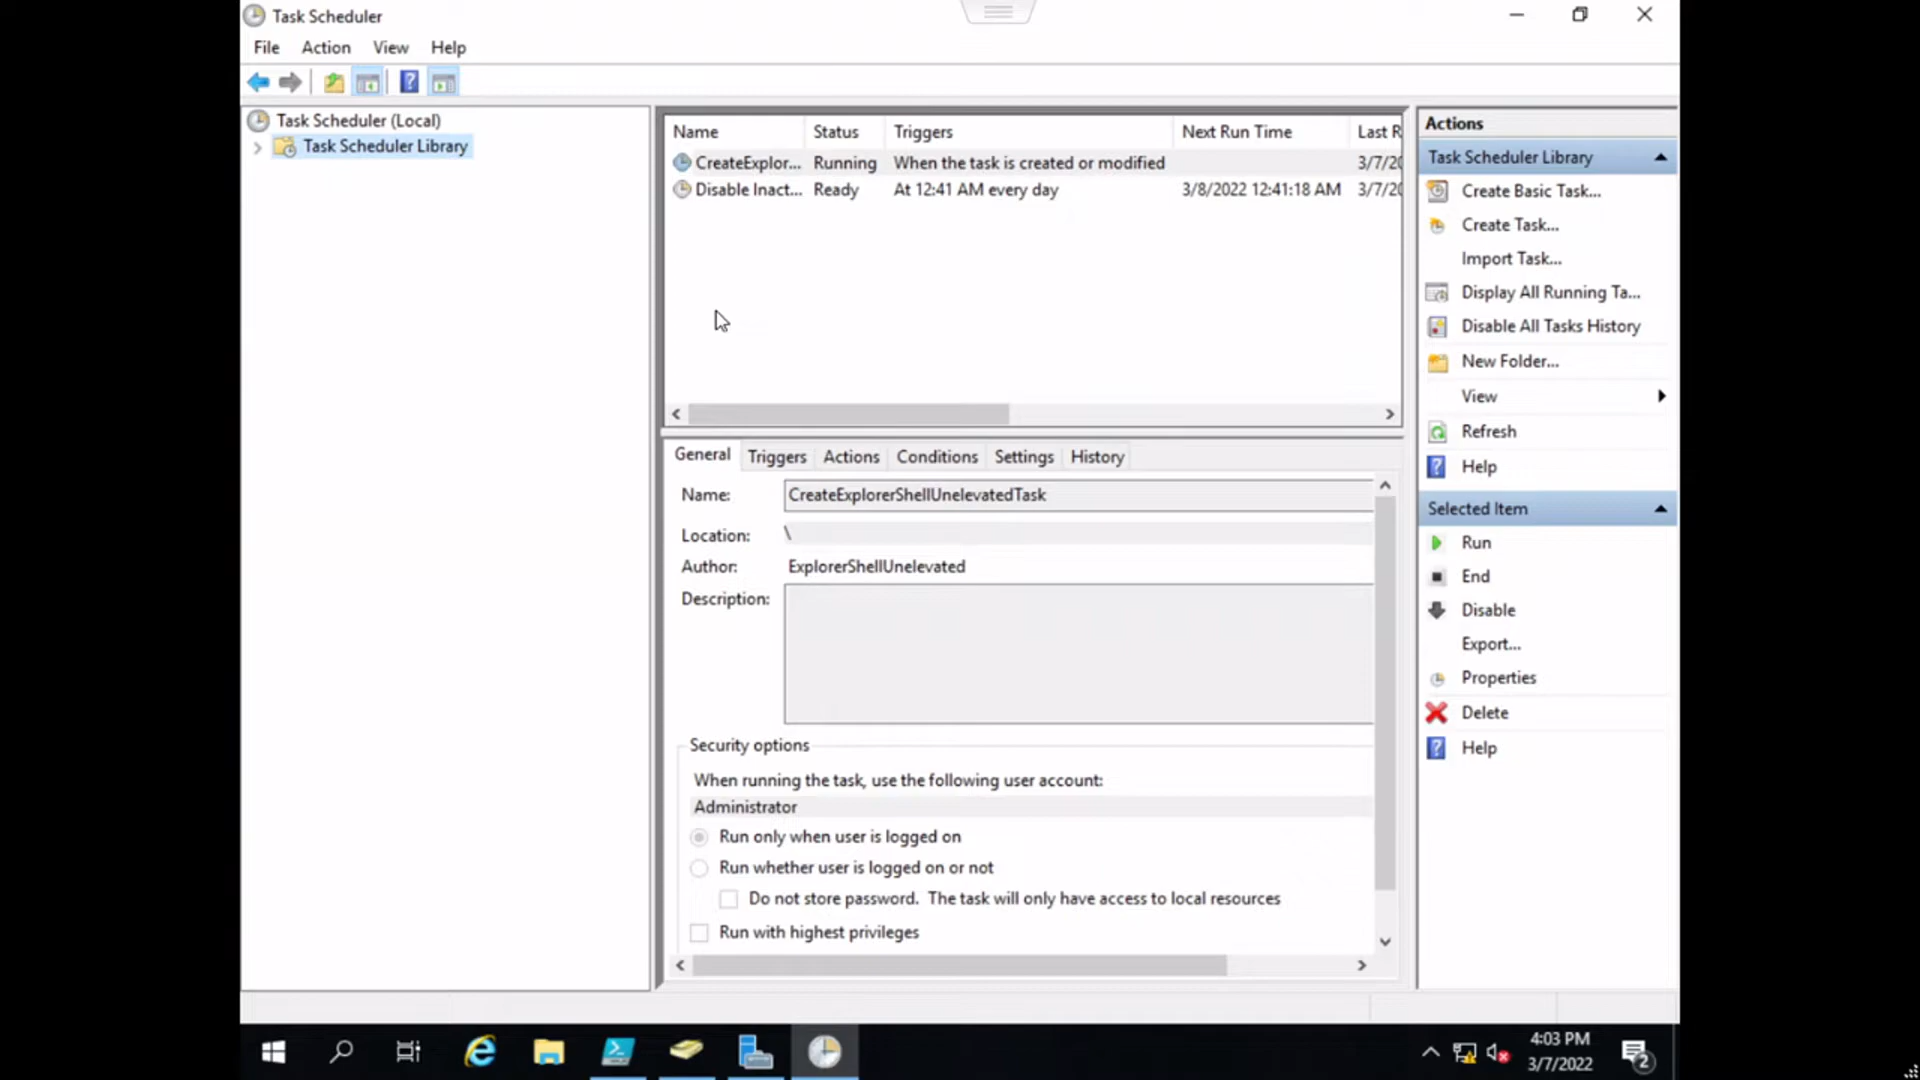 Task Scheduler
File Action View Help
Task Scheduler (Local)
Task Scheduler Library
Name Status Triggers Next Run Time Last R
CreateExplor... Running When the task is created or modified 3/7/20
Disable Inact... Ready At 12:41 AM every day 3/8/2022 12:41:18 AM 3/7/20
General Triggers Actions Conditions Settings History
Name: CreateExplorerShellUnelevatedTask
Location: \
Author: ExplorerShellUnelevated
Description:
Security options
When running the task, use the following user account:
Administrator
Run only when user is logged on
Run whether user is logged on or not
Do not store password. The task will only have access to local resources
Run with highest privileges
Actions
Task Scheduler Library
Create Basic Task...
Create Task...
Import Task...
Display All Running Ta...
Disable All Tasks History
New Folder...
View
Refresh
Help
Selected Item
Run
End
Disable
Export...
Properties
Delete
Help
4:03 PM
3/7/2022
2